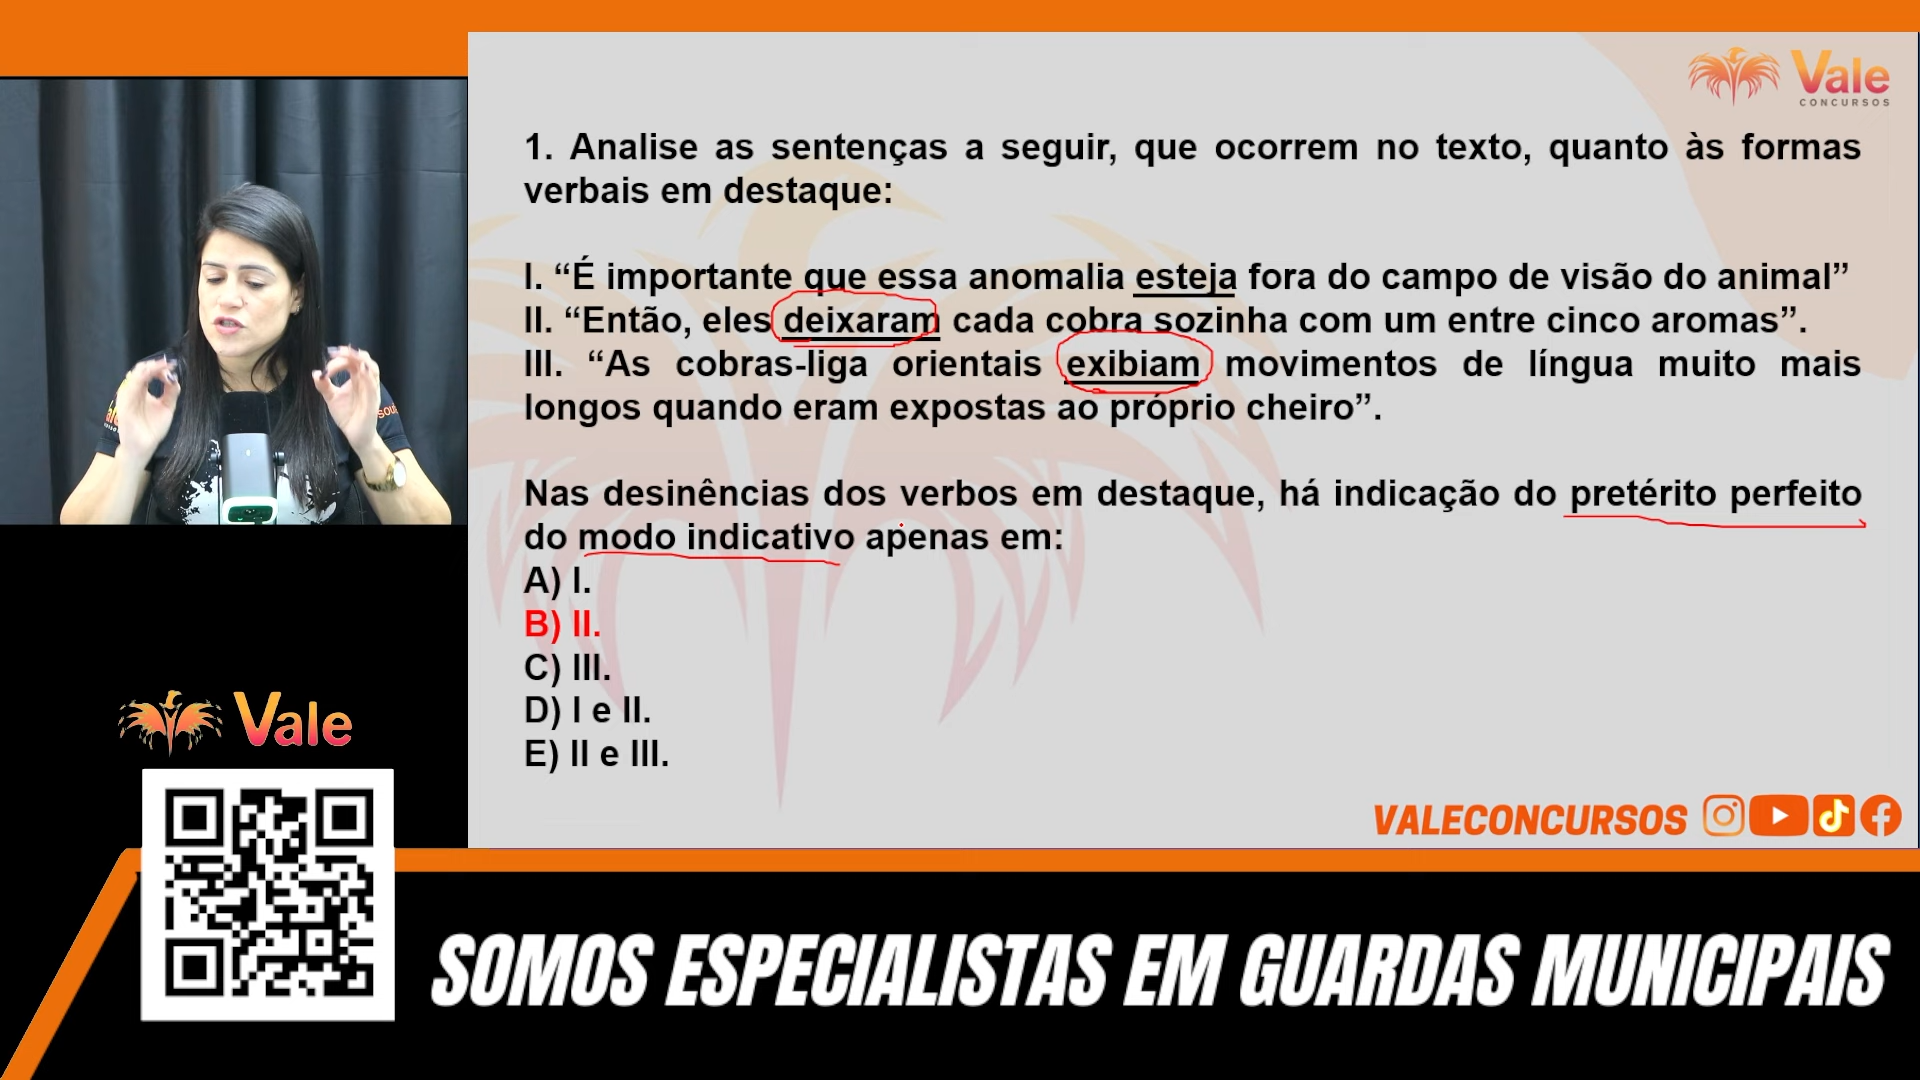 Vale
CONCURSOS
1. Analise as sentenças a seguir, que ocorrem no texto, quanto às formas
verbais em destaque:
I. “É importante que essa anomalia esteja fora do campo de visão do animal”
II. “Então, eles deixaram cada cobra sozinha com um entre cinco aromas”.
III. “As cobras-liga orientais exibiam movimentos de língua muito mais
longos quando eram expostas ao próprio cheiro”.
Nas desinências dos verbos em destaque, há indicação do pretérito perfeito
do modo indicativo apenas em:
A) I.
B) II.
C) III.
D) I e II.
E) II e III.
VALECONCURSOS
Vale
SOMOS ESPECIALISTAS EM GUARDAS MUNICIPAIS